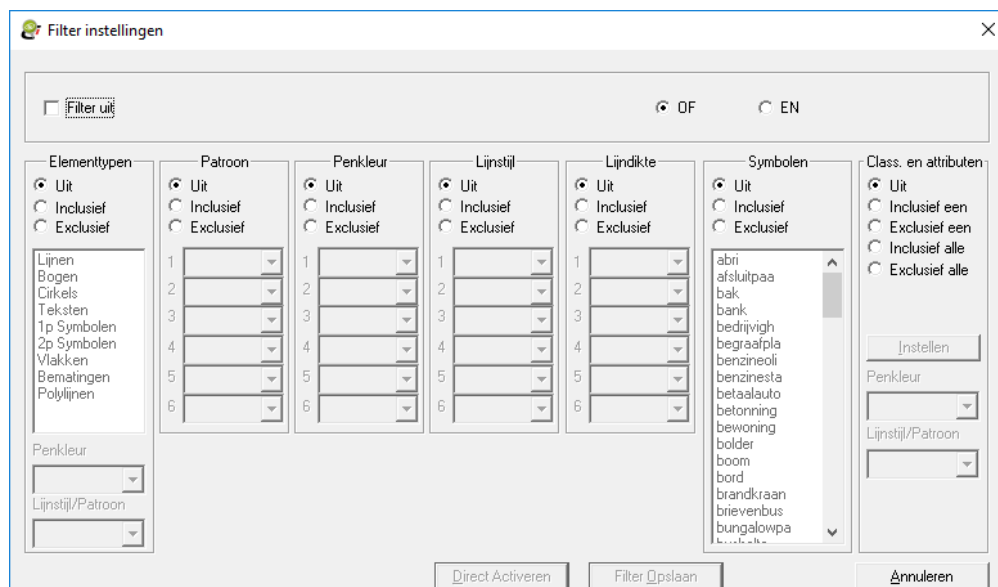 Filter instellingen
Filter uit
OF
EN
Elementtypen
Uit
Inclusief
Exclusief
Lijnen
Bogen
Cirkels
Teksten
1p Symbolen
2p Symbolen
Vlakken
Bematingen
Polylijnen
Penkleur
Lijnstijl/Patroon
Patroon
Uit
Inclusief
Exclusief
1
2
3
4
5
6
Penkleur
Uit
Inclusief
Exclusief
1
2
3
4
5
6
Lijnstijl
Uit
Inclusief
Exclusief
1
2
3
4
5
6
Lijndikte
Uit
Inclusief
Exclusief
1
2
3
4
5
6
Symbolen
Uit
Inclusief
Exclusief
abri
afsluitpaa
bak
bank
bedrijvigh
begraafpla
benzineoli
benzinesta
betaalauto
betonning
bewoning
bolder
boom
bord
brandkraan
brievenbus
bungalowpa
Class. en attributen
Uit
Inclusief een
Exclusief een
Inclusief alle
Exclusief alle
Instellen
Penkleur
Lijnstijl/Patroon
Direct Activeren
Filter Opslaan
Annuleren